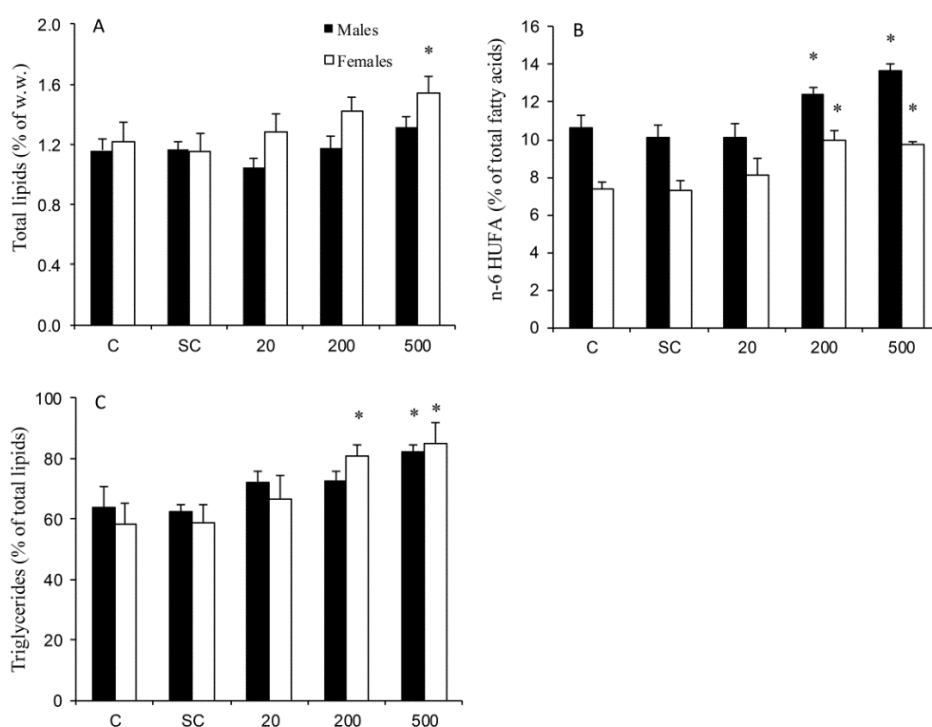 A
Males
Females
*
2.0
1.6
1.2
0.8
0.4
0.0
Total lipids (% of w.w.)
C SC 20 200 500
B
* *
* *
16
14
12
10
8
6
4
2
0
n-6 HUFA (% of total fatty acids)
C SC 20 200 500
C
* * *
100
80
60
40
20
0
Triglycerides (% of total lipids)
C SC 20 200 500